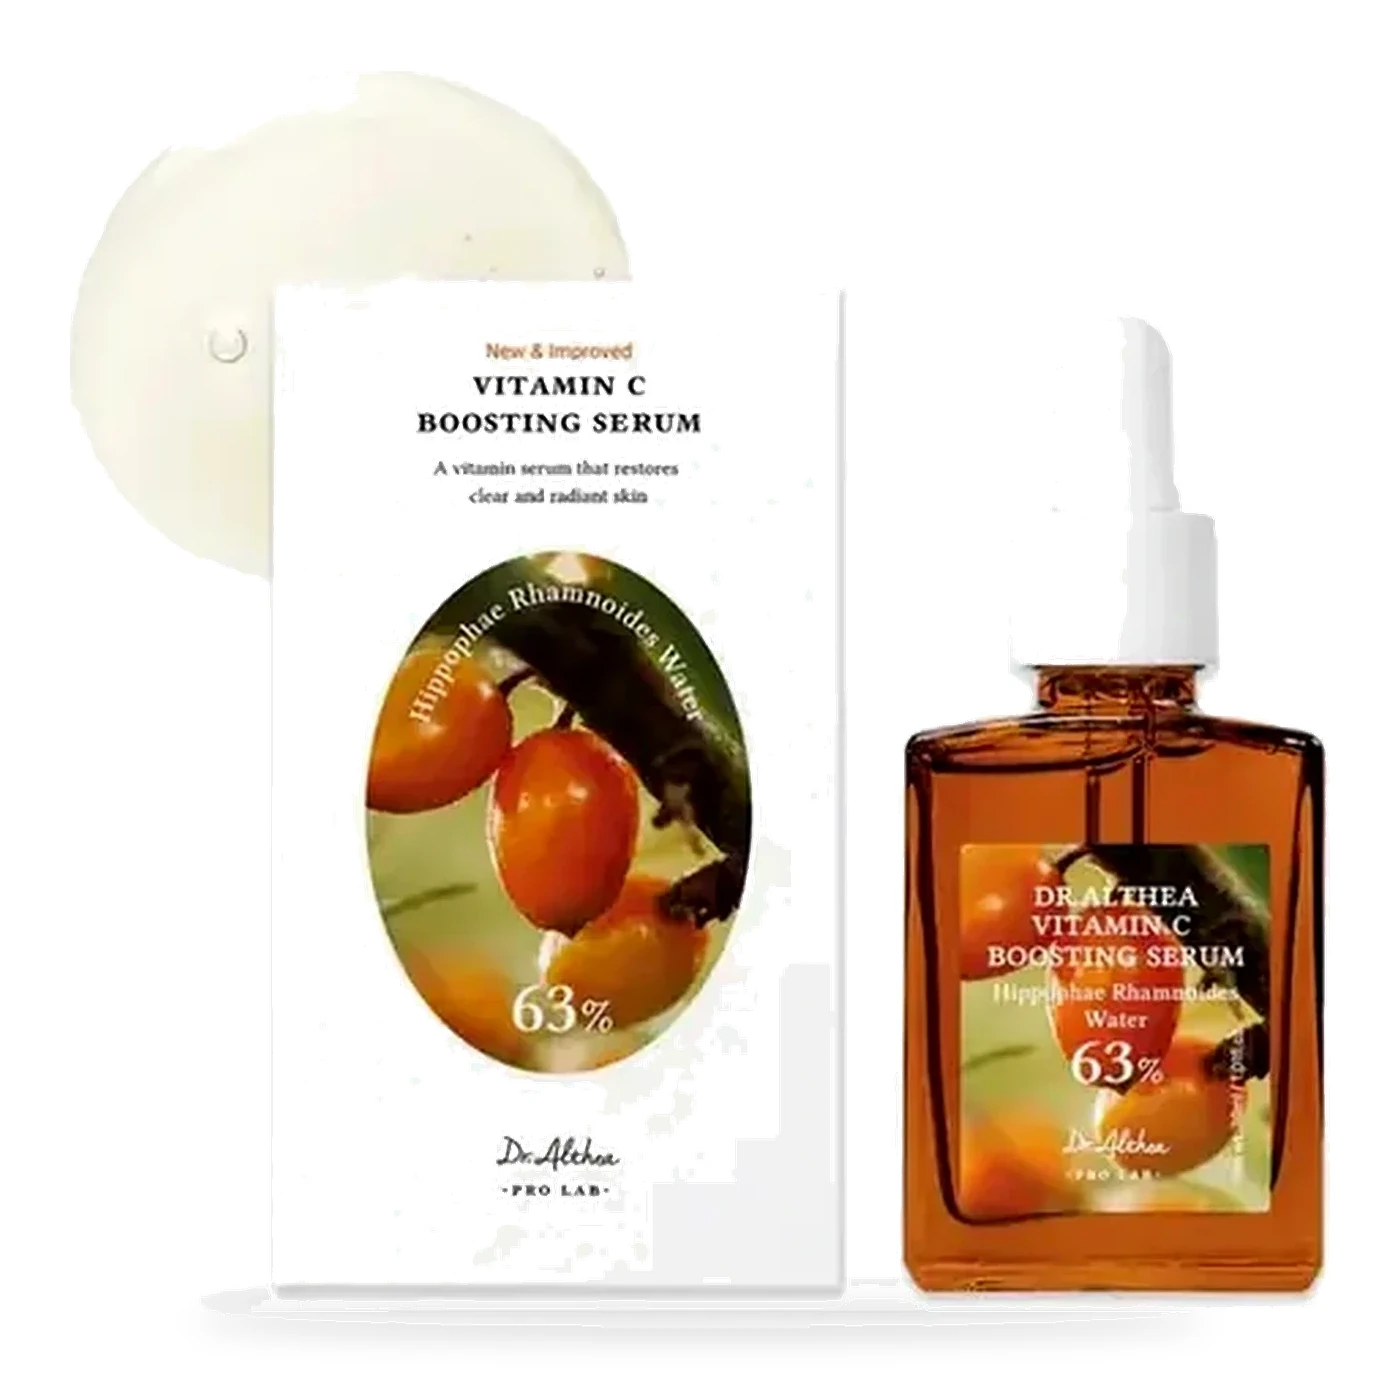 New & Improved
VITAMIN C
BOOSTING SERUM
A vitamin serum that restores
clear and radiant skin
Hippophae Rhamnoides Water
63%
Dr.Althea
·PRO LAB·
DR.ALTHEA
VITAMIN C
BOOSTING SERUM
Hippophae Rhamnoides
Water
63%
Dr.Althea
·PRO LAB·